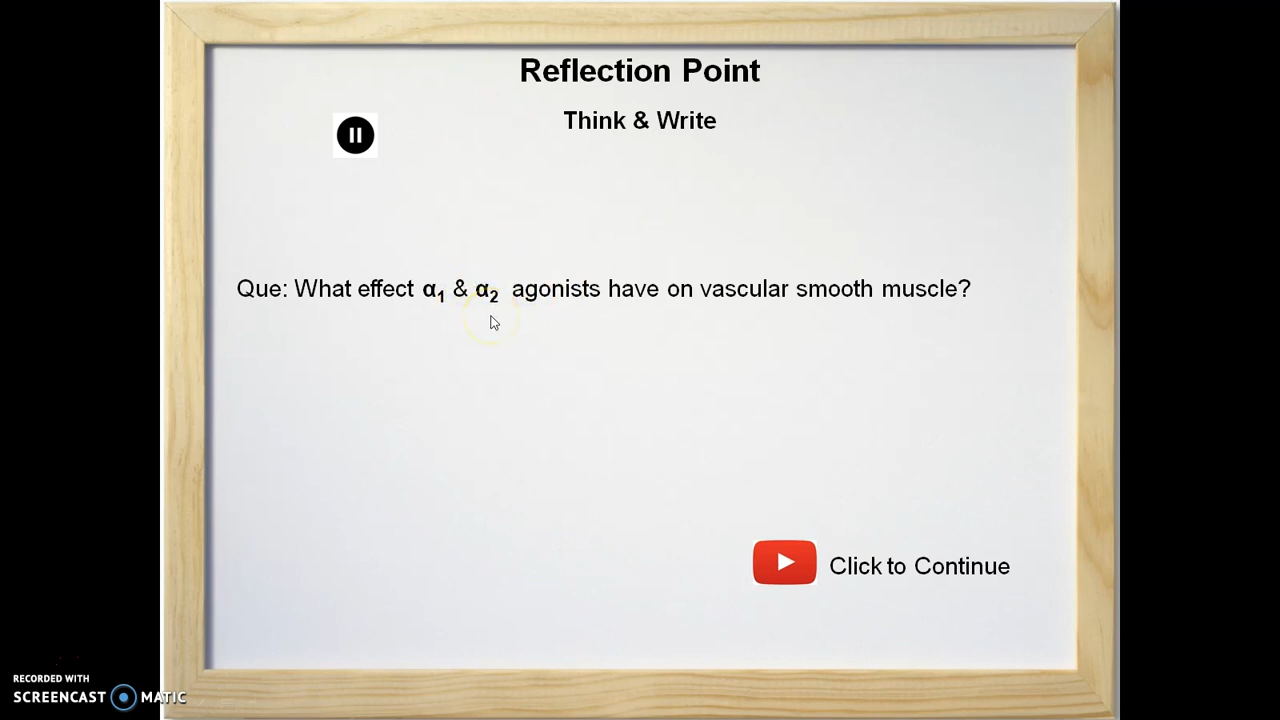 Reflection Point
Think & Write
Que: What effect α₁ & α₂ agonists have on vascular smooth muscle?
Click to Continue
RECORDED WITH
SCREENCAST MATIC